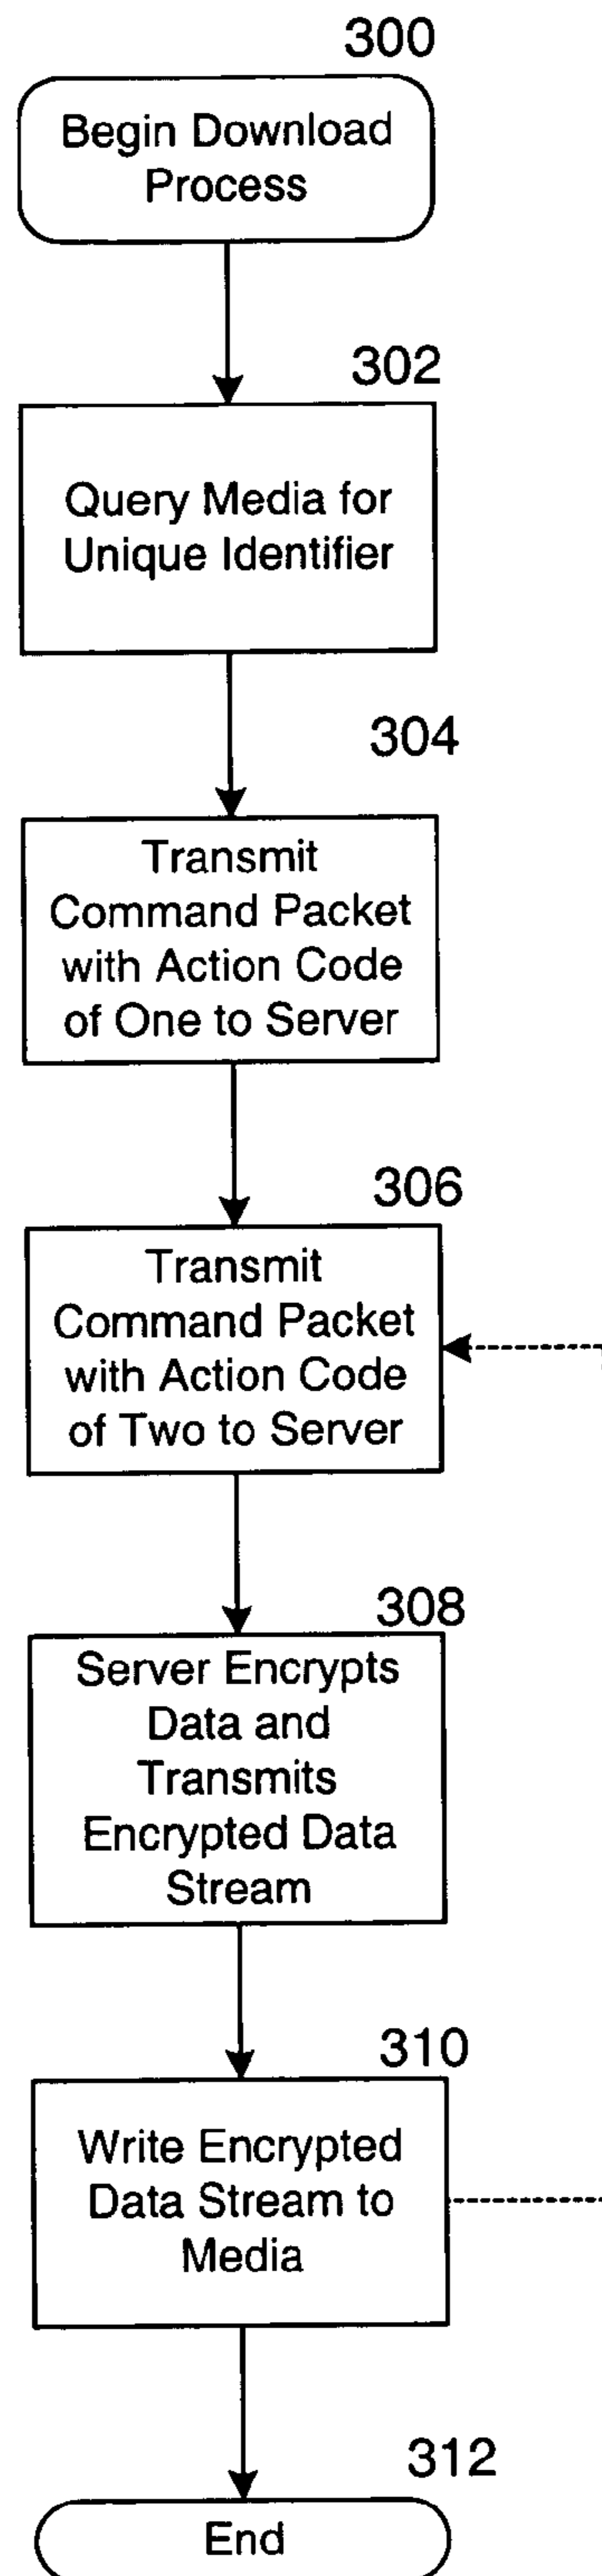 300
Begin Download
Process
302
Query Media for
Unique Identifier
304
Transmit
Command Packet
with Action Code
of One to Server
306
Transmit
Command Packet
with Action Code
of Two to Server
308
Server Encrypts
Data and
Transmits
Encrypted Data
Stream
310
Write Encrypted
Data Stream to
Media
312
End